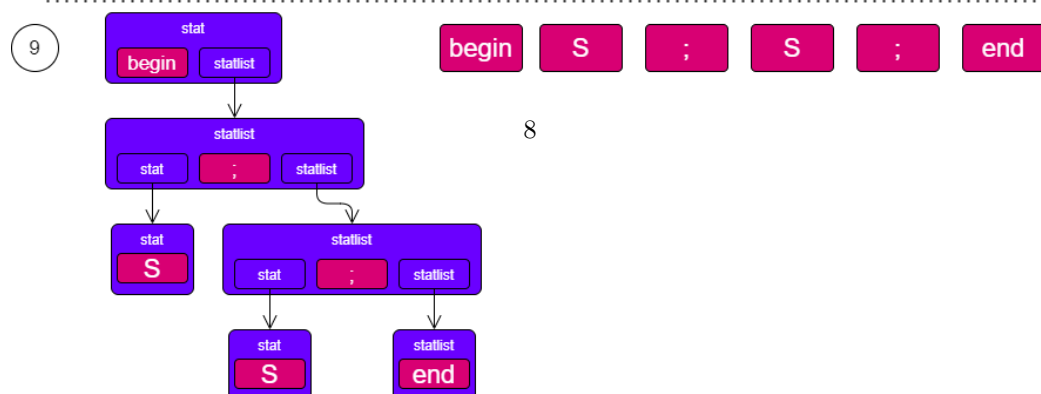 9
stat
begin statlist
begin S ; S ; end
statlist
stat ; statlist
8
stat
S
statlist
stat ; statlist
stat
S
statlist
end